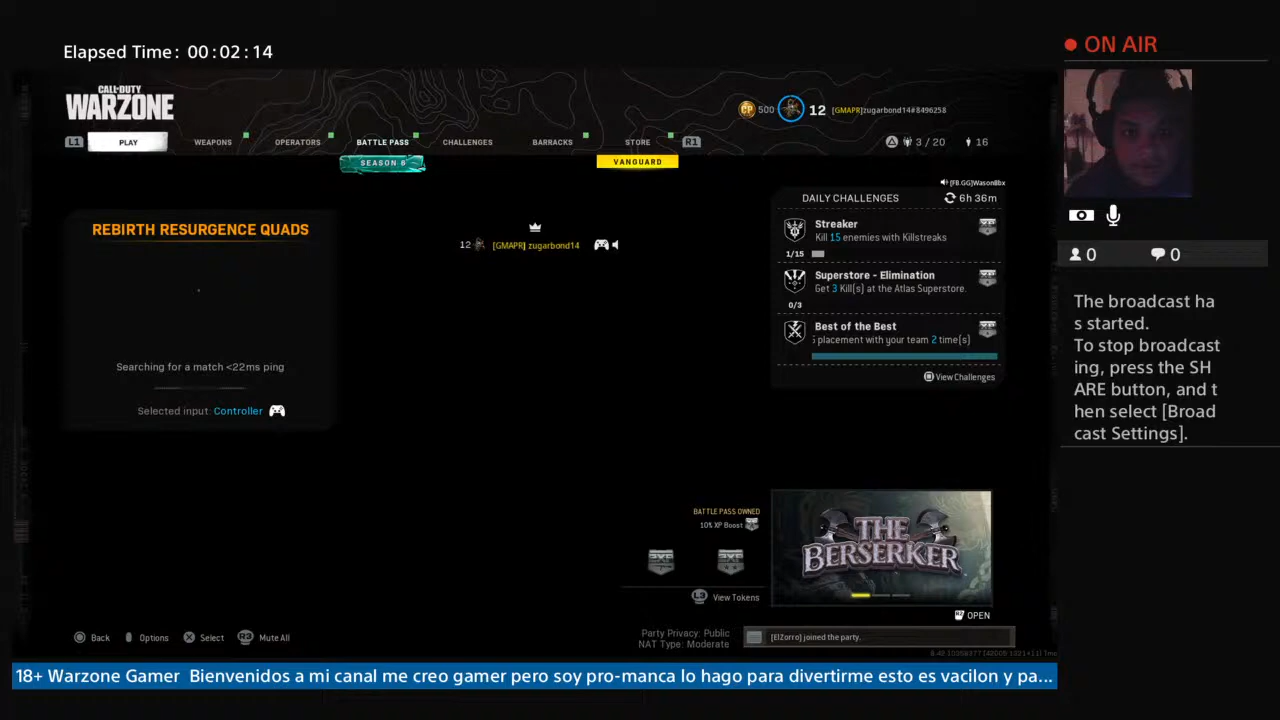 Elapsed Time: 00:02:14
ON AIR
CALL OF DUTY
WARZONE
500 12 [GMAPR]zugarbond14#8496258
L1 PLAY WEAPONS OPERATORS BATTLE PASS CHALLENGES BARRACKS STORE R1 3 / 20 16
SEASON 6 VANGUARD
[FB.GG]WasonBbx
DAILY CHALLENGES 6h 36m
REBIRTH RESURGENCE QUADS
12 [GMAPR] zugarbond14
Streaker
Kill 15 enemies with Killstreaks
1/15
Superstore - Elimination
Get 3 Kill(s) at the Atlas Superstore.
0/3
Best of the Best
placement with your team 2 time(s)
View Challenges
Searching for a match <22ms ping
Selected input: Controller
0 0
The broadcast ha
s started.
To stop broadcast
ing, press the SH
ARE button, and t
hen select [Broad
cast Settings].
BATTLE PASS OWNED
10% XP Boost
View Tokens
THE
BERSERKER
OPEN
Back Options Select R3 Mute All
Party Privacy: Public
NAT Type: Moderate
[ElZorro] joined the party.
18+ Warzone Gamer Bienvenidos a mi canal me creo gamer pero soy pro-manca lo hago para divertirme esto es vacilon y pa...